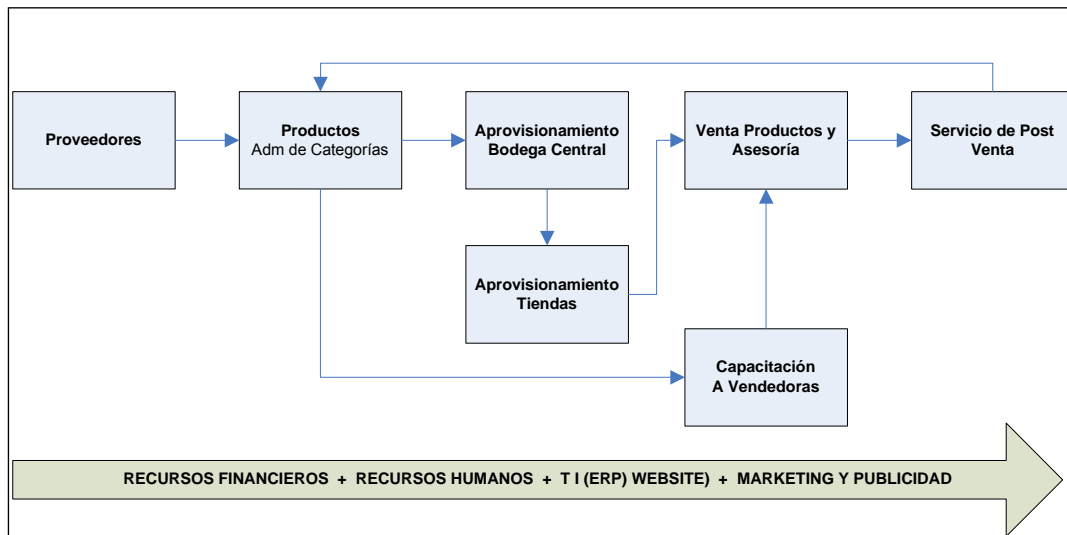 Proveedores
Productos
Adm de Categorías
Aprovisionamiento
Bodega Central
Venta Productos y
Asesoría
Servicio de Post
Venta
Aprovisionamiento
Tiendas
Capacitación
A Vendedoras
RECURSOS FINANCIEROS + RECURSOS HUMANOS + T I (ERP) WEBSITE) + MARKETING Y PUBLICIDAD